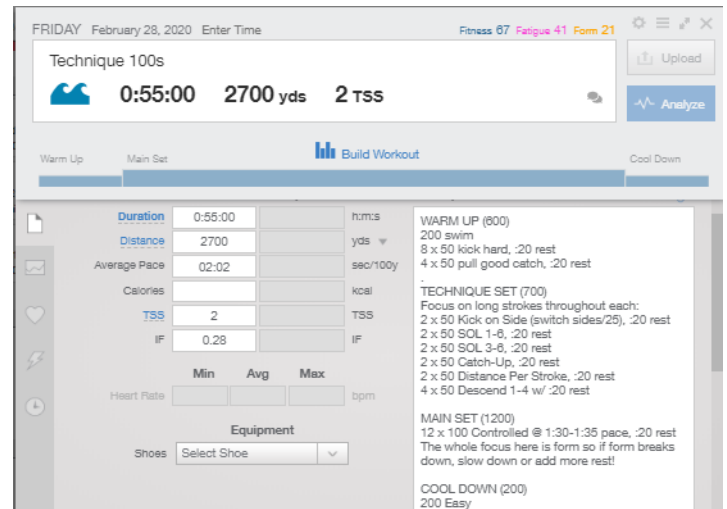 FRIDAY February 28, 2020 Enter Time
Fitness 67 Fatigue 41 Form 21
Technique 100s
0:55:00 2700 yds 2 TSS
Upload
Analyze
Warm Up Main Set Build Workout Cool Down
Duration 0:55:00 h:m:s
Distance 2700 yds
Average Pace 02:02 sec/100y
Calories kcal
TSS 2 TSS
IF 0.28 IF
Min Avg Max
Heart Rate bpm
Equipment
Shoes Select Shoe
WARM UP (600)
200 swim
8 x 50 kick hard, :20 rest
4 x 50 pull good catch, :20 rest
.
TECHNIQUE SET (700)
Focus on long strokes throughout each:
2 x 50 Kick on Side (switch sides/25), :20 rest
2 x 50 SOL 1-6, :20 rest
2 x 50 SOL 3-6, :20 rest
2 x 50 Catch-Up, :20 rest
2 x 50 Distance Per Stroke, :20 rest
4 x 50 Descend 1-4 w/ :20 rest
MAIN SET (1200)
12 x 100 Controlled @ 1:30-1:35 pace, :20 rest
The whole focus here is form so if form breaks
down, slow down or add more rest!
COOL DOWN (200)
200 Easy